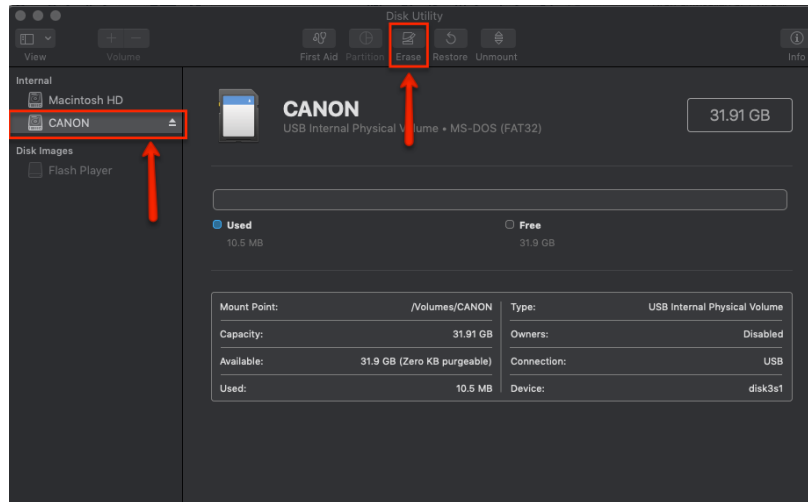 Disk Utility
View
Volume
First Aid
Partition
Erase
Restore
Unmount
Info
Internal
Macintosh HD
CANON
Disk Images
Flash Player
CANON
USB Internal Physical Volume • MS-DOS (FAT32)
31.91 GB
Used
10.5 MB
Free
31.9 GB
Mount Point: /Volumes/CANON
Type: USB Internal Physical Volume
Capacity: 31.91 GB
Owners: Disabled
Available: 31.9 GB (Zero KB purgeable)
Connection: USB
Used: 10.5 MB
Device: disk3s1